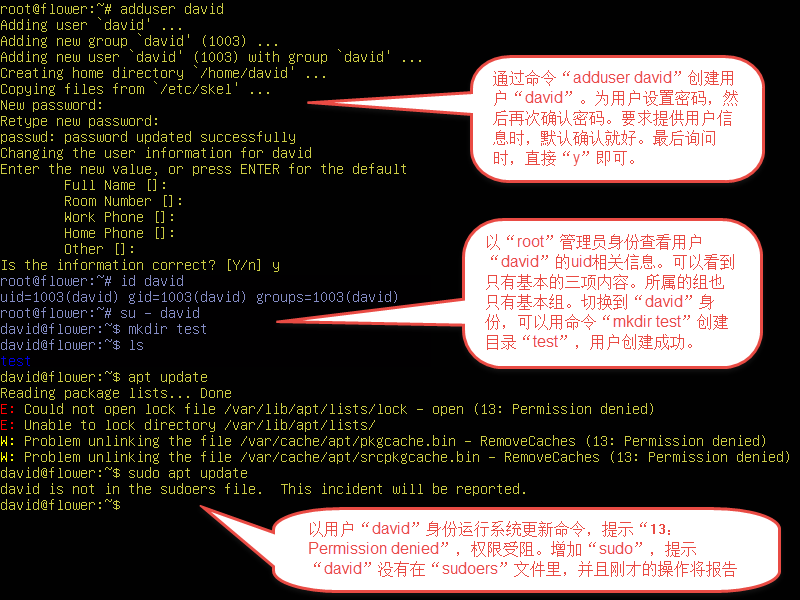 root@flower:~# adduser david
Adding user `david' ...
Adding new group `david' (1003) ...
Adding new user `david' (1003) with group `david' ...
Creating home directory `/home/david' ...
Copying files from `/etc/skel' ...
New password:
Retype new password:
passwd: password updated successfully
Changing the user information for david
Enter the new value, or press ENTER for the default
Full Name []:
Room Number []:
Work Phone []:
Home Phone []:
Other []:
Is the information correct? [Y/n] y
root@flower:~# id david
uid=1003(david) gid=1003(david) groups=1003(david)
root@flower:~# su - david
david@flower:~$ mkdir test
david@flower:~$ ls
test
david@flower:~$ apt update
Reading package lists... Done
E: Could not open lock file /var/lib/apt/lists/lock - open (13: Permission denied)
E: Unable to lock directory /var/lib/apt/lists/
W: Problem unlinking the file /var/cache/apt/pkgcache.bin - RemoveCaches (13: Permission denied)
W: Problem unlinking the file /var/cache/apt/srcpkgcache.bin - RemoveCaches (13: Permission denied)
david@flower:~$ sudo apt update
david is not in the sudoers file.  This incident will be reported.
david@flower:~$
通过命令“adduser david”创建用
户“david”。为用户设置密码，然
后再次确认密码。要求提供用户信
息时，默认确认就好。最后询问
时，直接“y”即可。
以“root”管理员身份查看用户
“david”的uid相关信息。可以看到
只有基本的三项内容。所属的组也
只有基本组。切换到“david”身
份，可以用命令“mkdir test”创建
目录“test”，用户创建成功。
以用户“david”身份运行系统更新命令，提示“13：
Permission denied”，权限受阻。增加“sudo”，提示
“david”没有在“sudoers”文件里，并且刚才的操作将报告